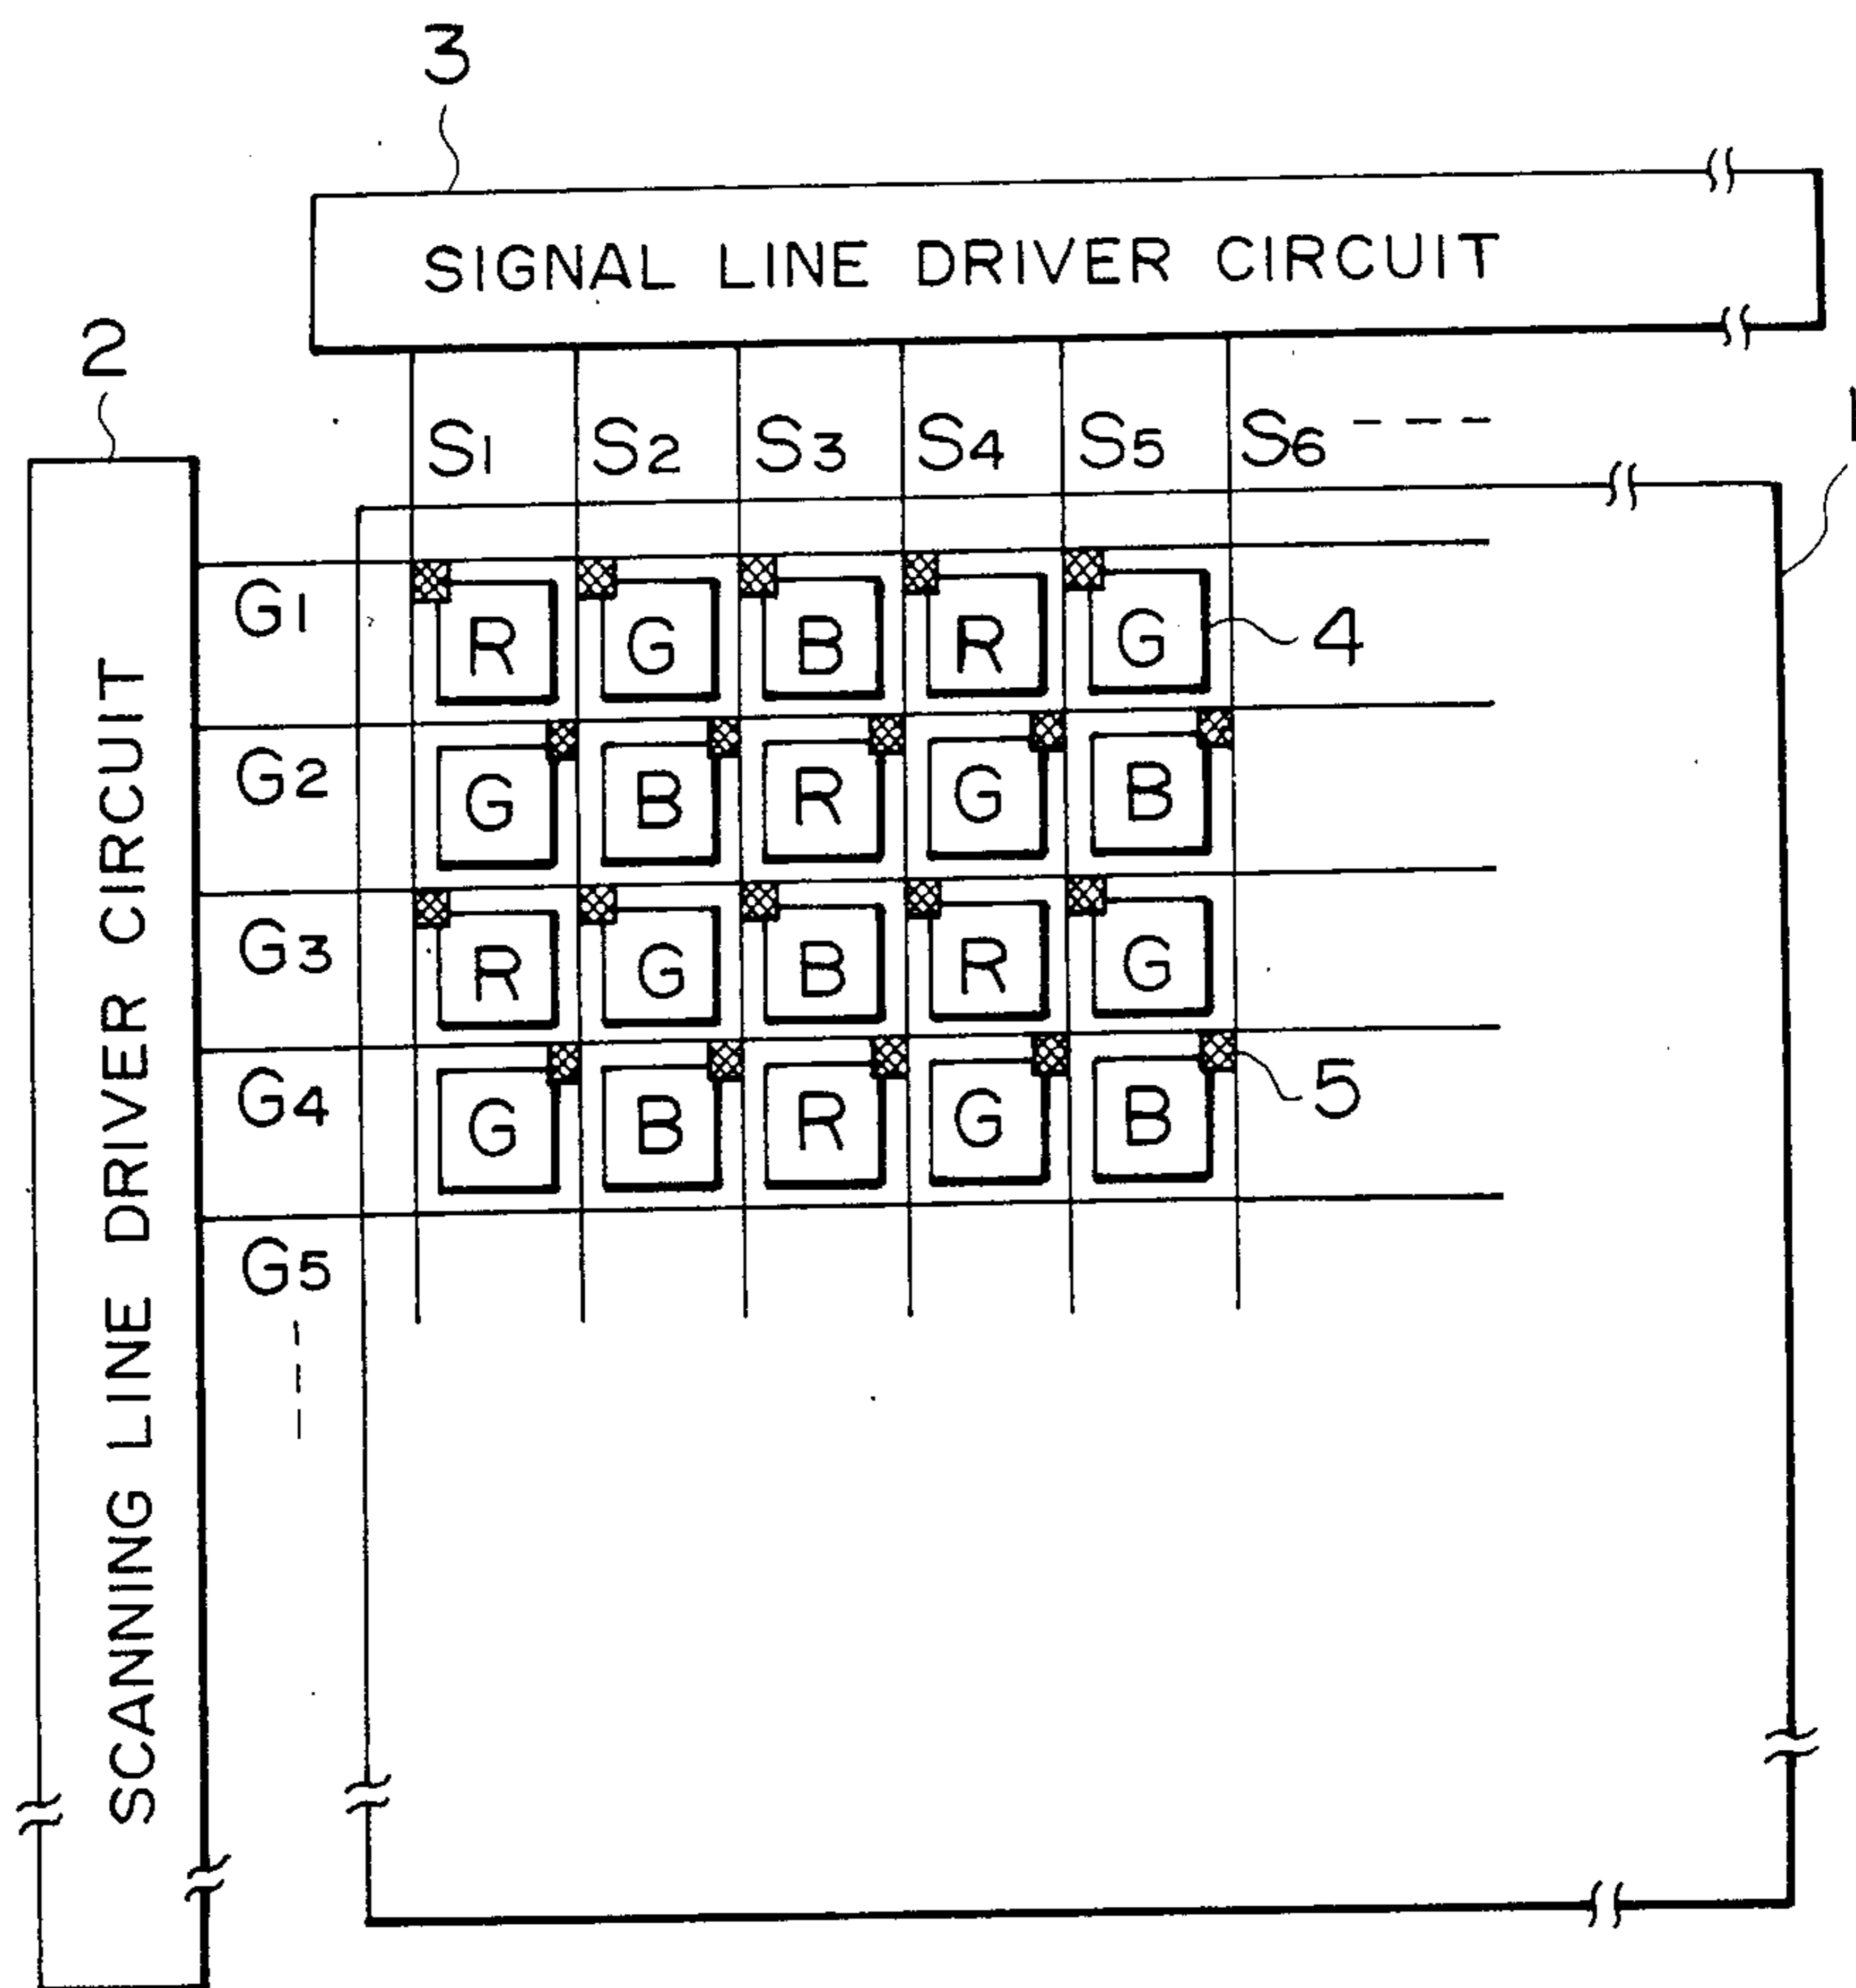 3
SIGNAL LINE DRIVER CIRCUIT
2
1
S1 S2 S3 S4 S5 S6 ----
SCANNING LINE DRIVER CIRCUIT
G1 R G B R G 4
G2 G B R G B
G3 R G B R G
G4 G B R G B 5
G5